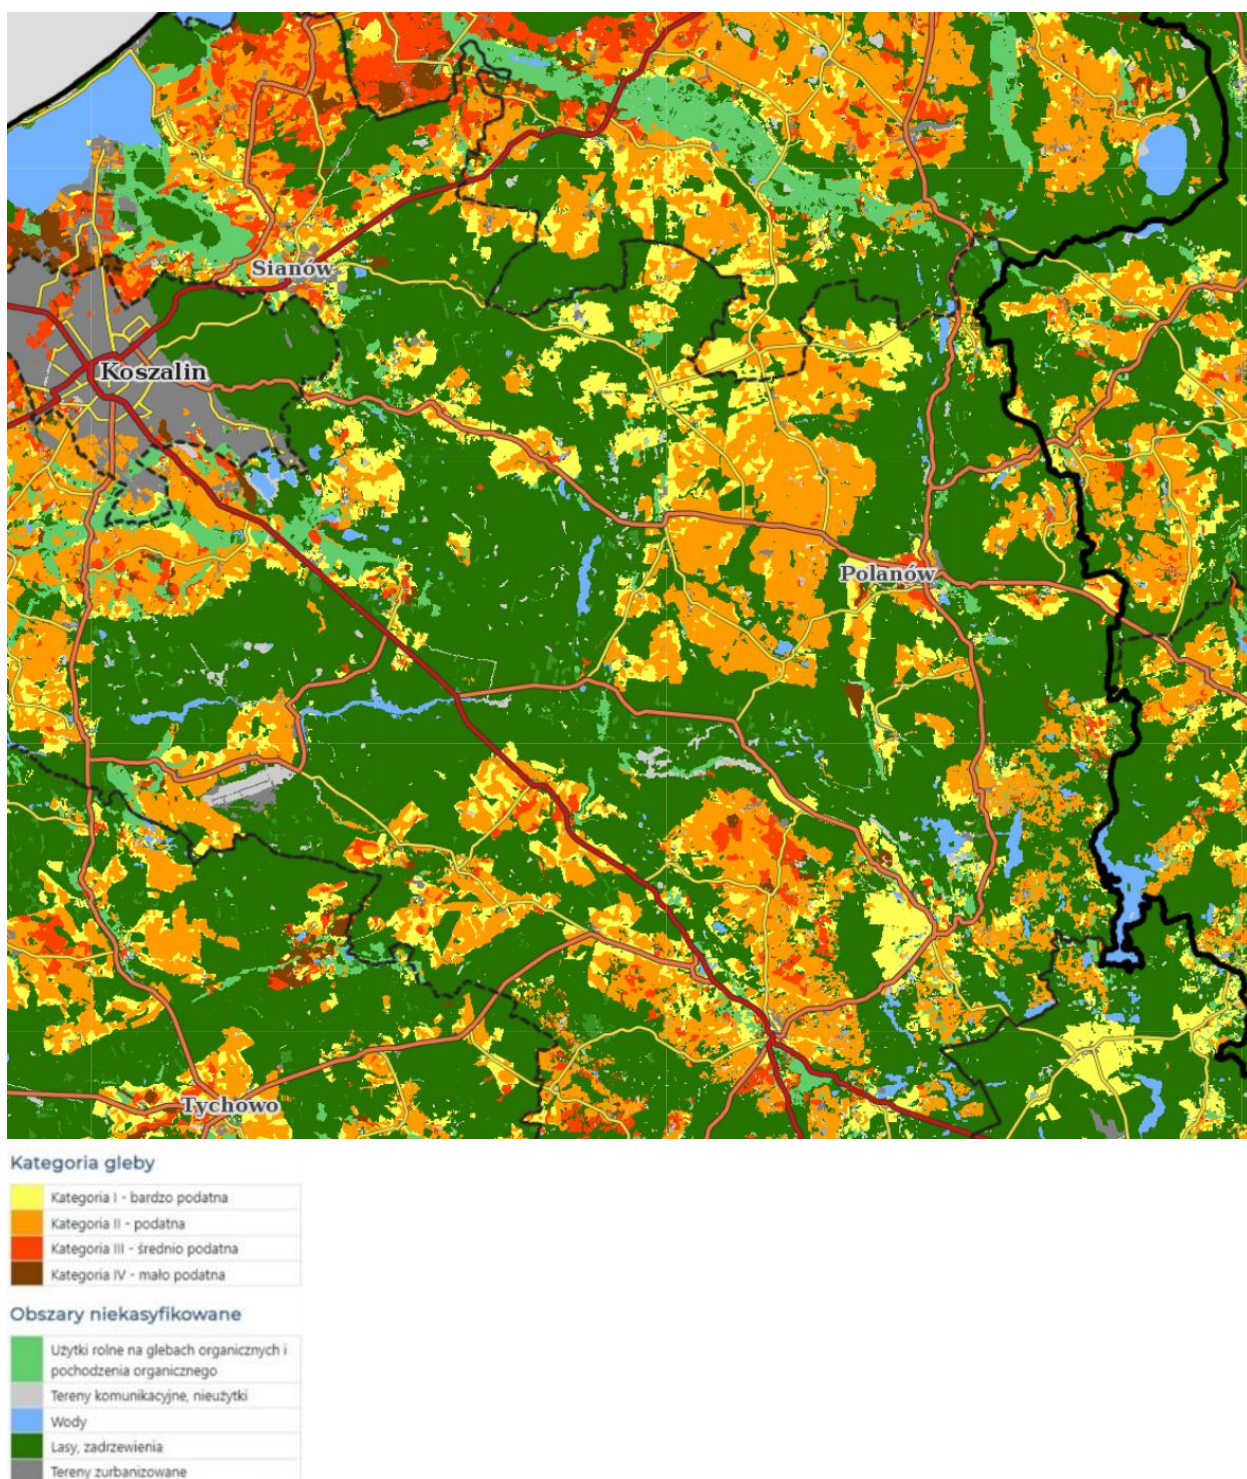 Sianów
Koszalin
Polanów
Tychowo
Kategoria gleby
Kategoria I - bardzo podatna
Kategoria II - podatna
Kategoria III - średnio podatna
Kategoria IV - mało podatna
Obszary niekasyfikowane
Użytki rolne na glebach organicznych i
pochodzenia organicznego
Tereny komunikacyjne, nieużytki
Wody
Lasy, zadrzewienia
Tereny zurbanizowane